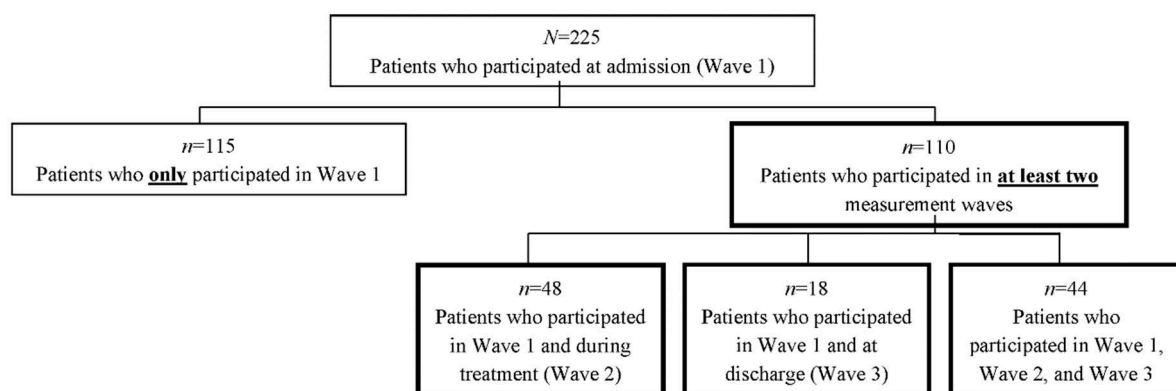 N=225
Patients who participated at admission (Wave 1)
n=115
Patients who only participated in Wave 1
n=110
Patients who participated in at least two
measurement waves
n=48
Patients who participated
in Wave 1 and during
treatment (Wave 2)
n=18
Patients who participated
in Wave 1 and at
discharge (Wave 3)
n=44
Patients who
participated in Wave 1,
Wave 2, and Wave 3